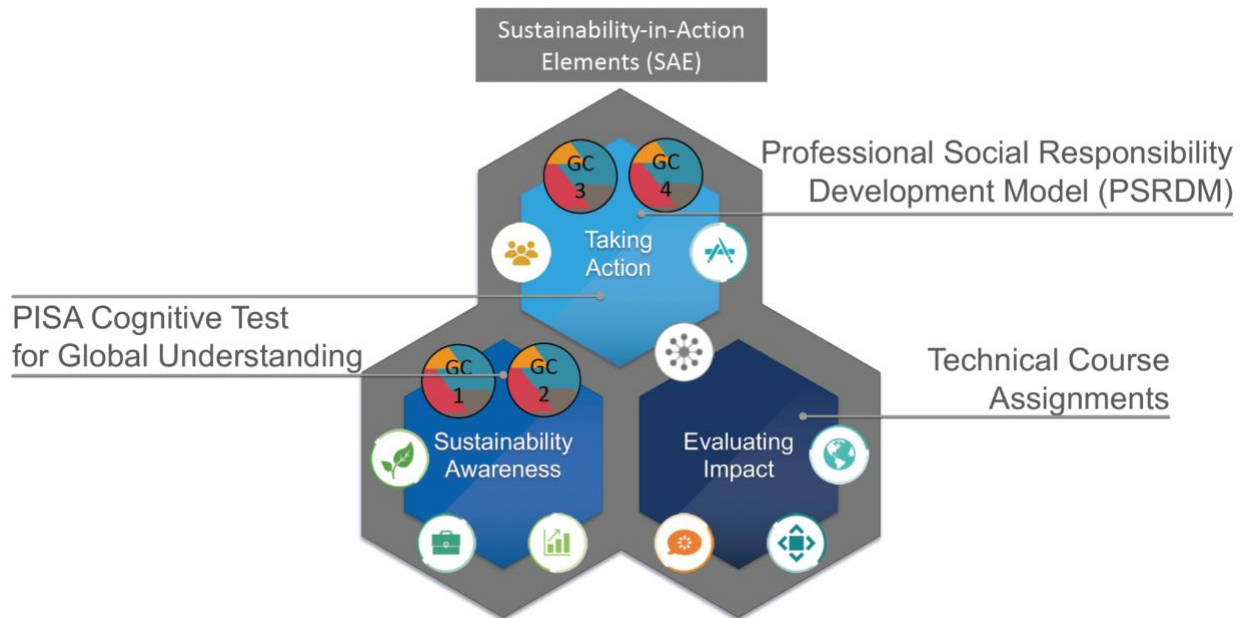 Sustainability-in-Action
Elements (SAE)
GC
3
GC
4
Professional Social Responsibility
Development Model (PSRDM)
Taking
Action
PISA Cognitive Test
for Global Understanding
GC
1
GC
2
Technical Course
Assignments
Sustainability
Awareness
Evaluating
Impact